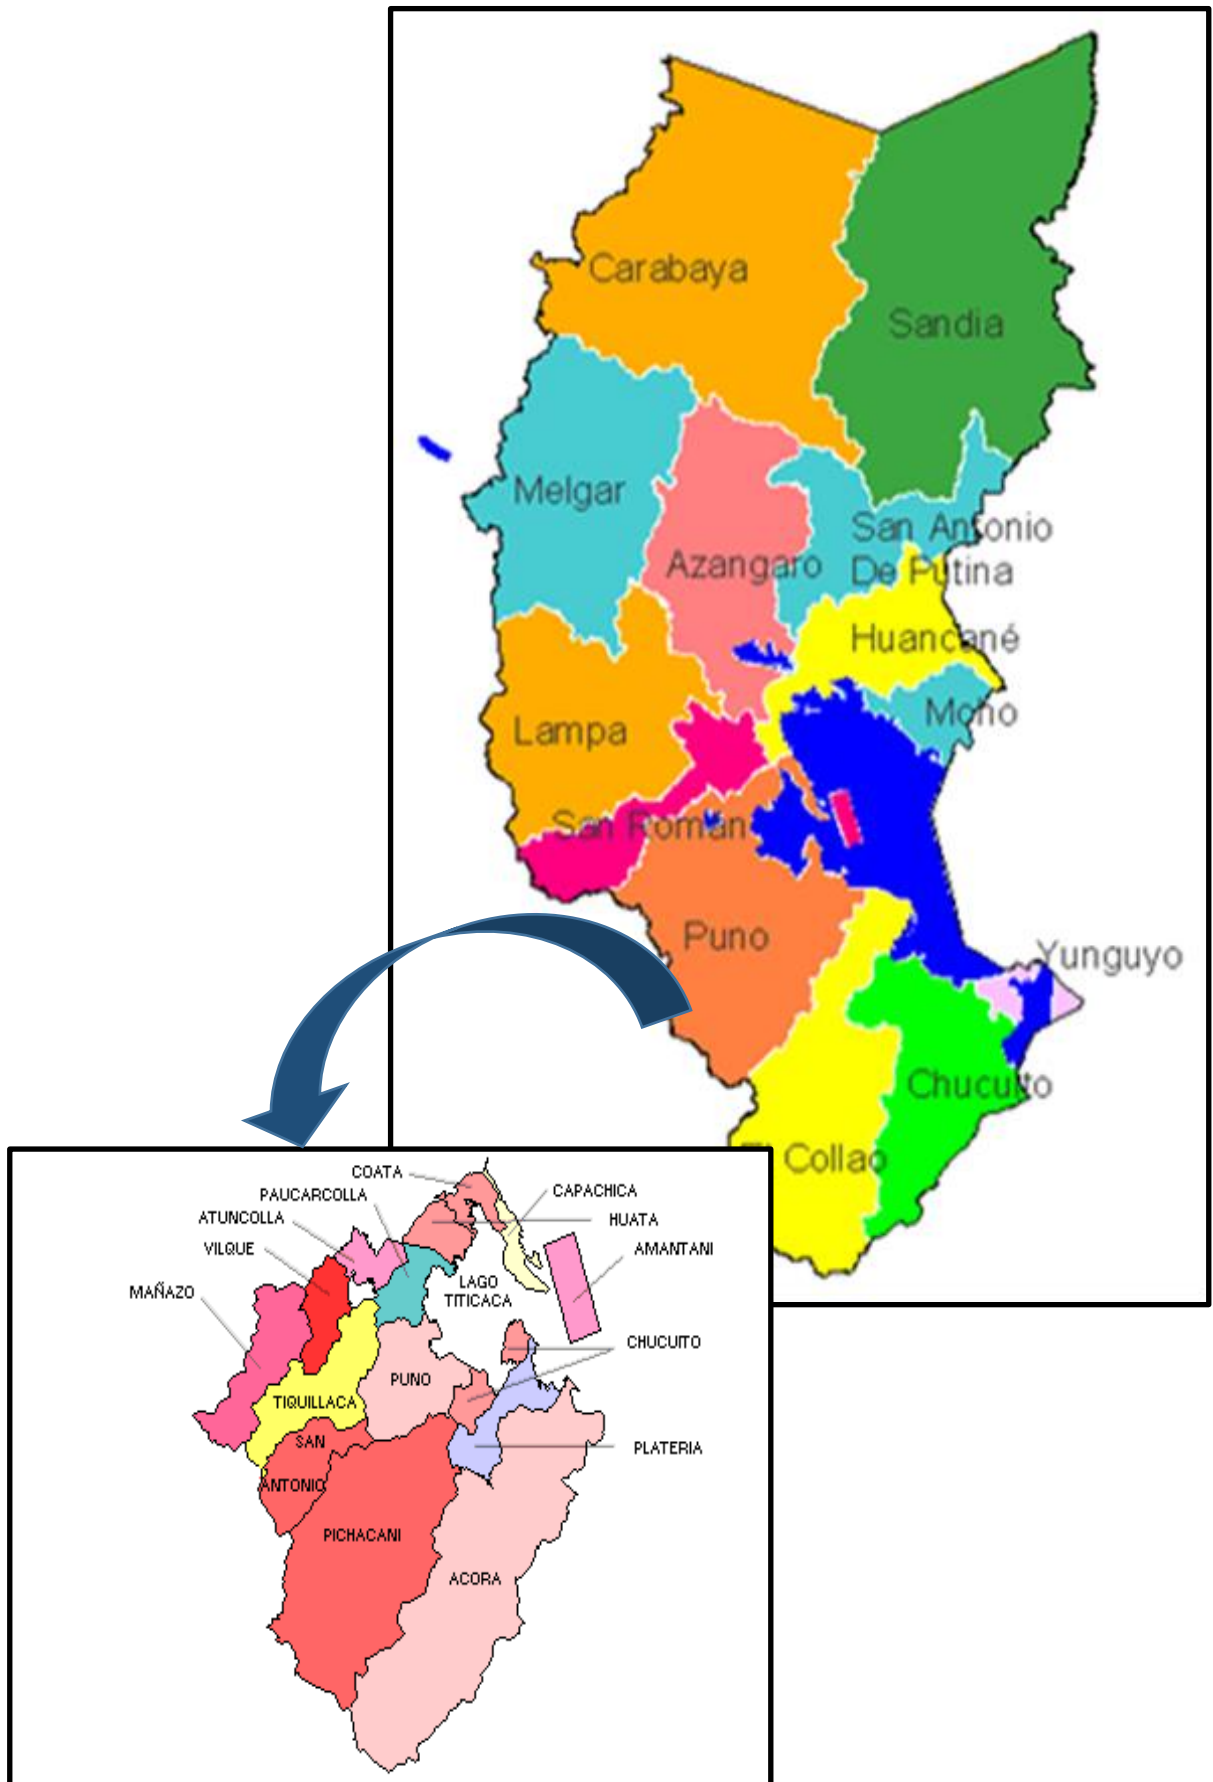 Carabaya
Sandia
Melgar
San Antonio
De Putina
Azangaro
Huancané
Moho
Lampa
San Román
Puno
Yunguyo
Chucuito
El Collao
COATA
PAUCARCOLLA
CAPACHICA
ATUNCOLLA
HUATA
VILQUE
AMANTANI
LAGO
TITICACA
MAÑAZO
CHUCUITO
PUNO
TIQUILLACA
SAN
ANTONIO
PLATERIA
PICHACANI
ACORA